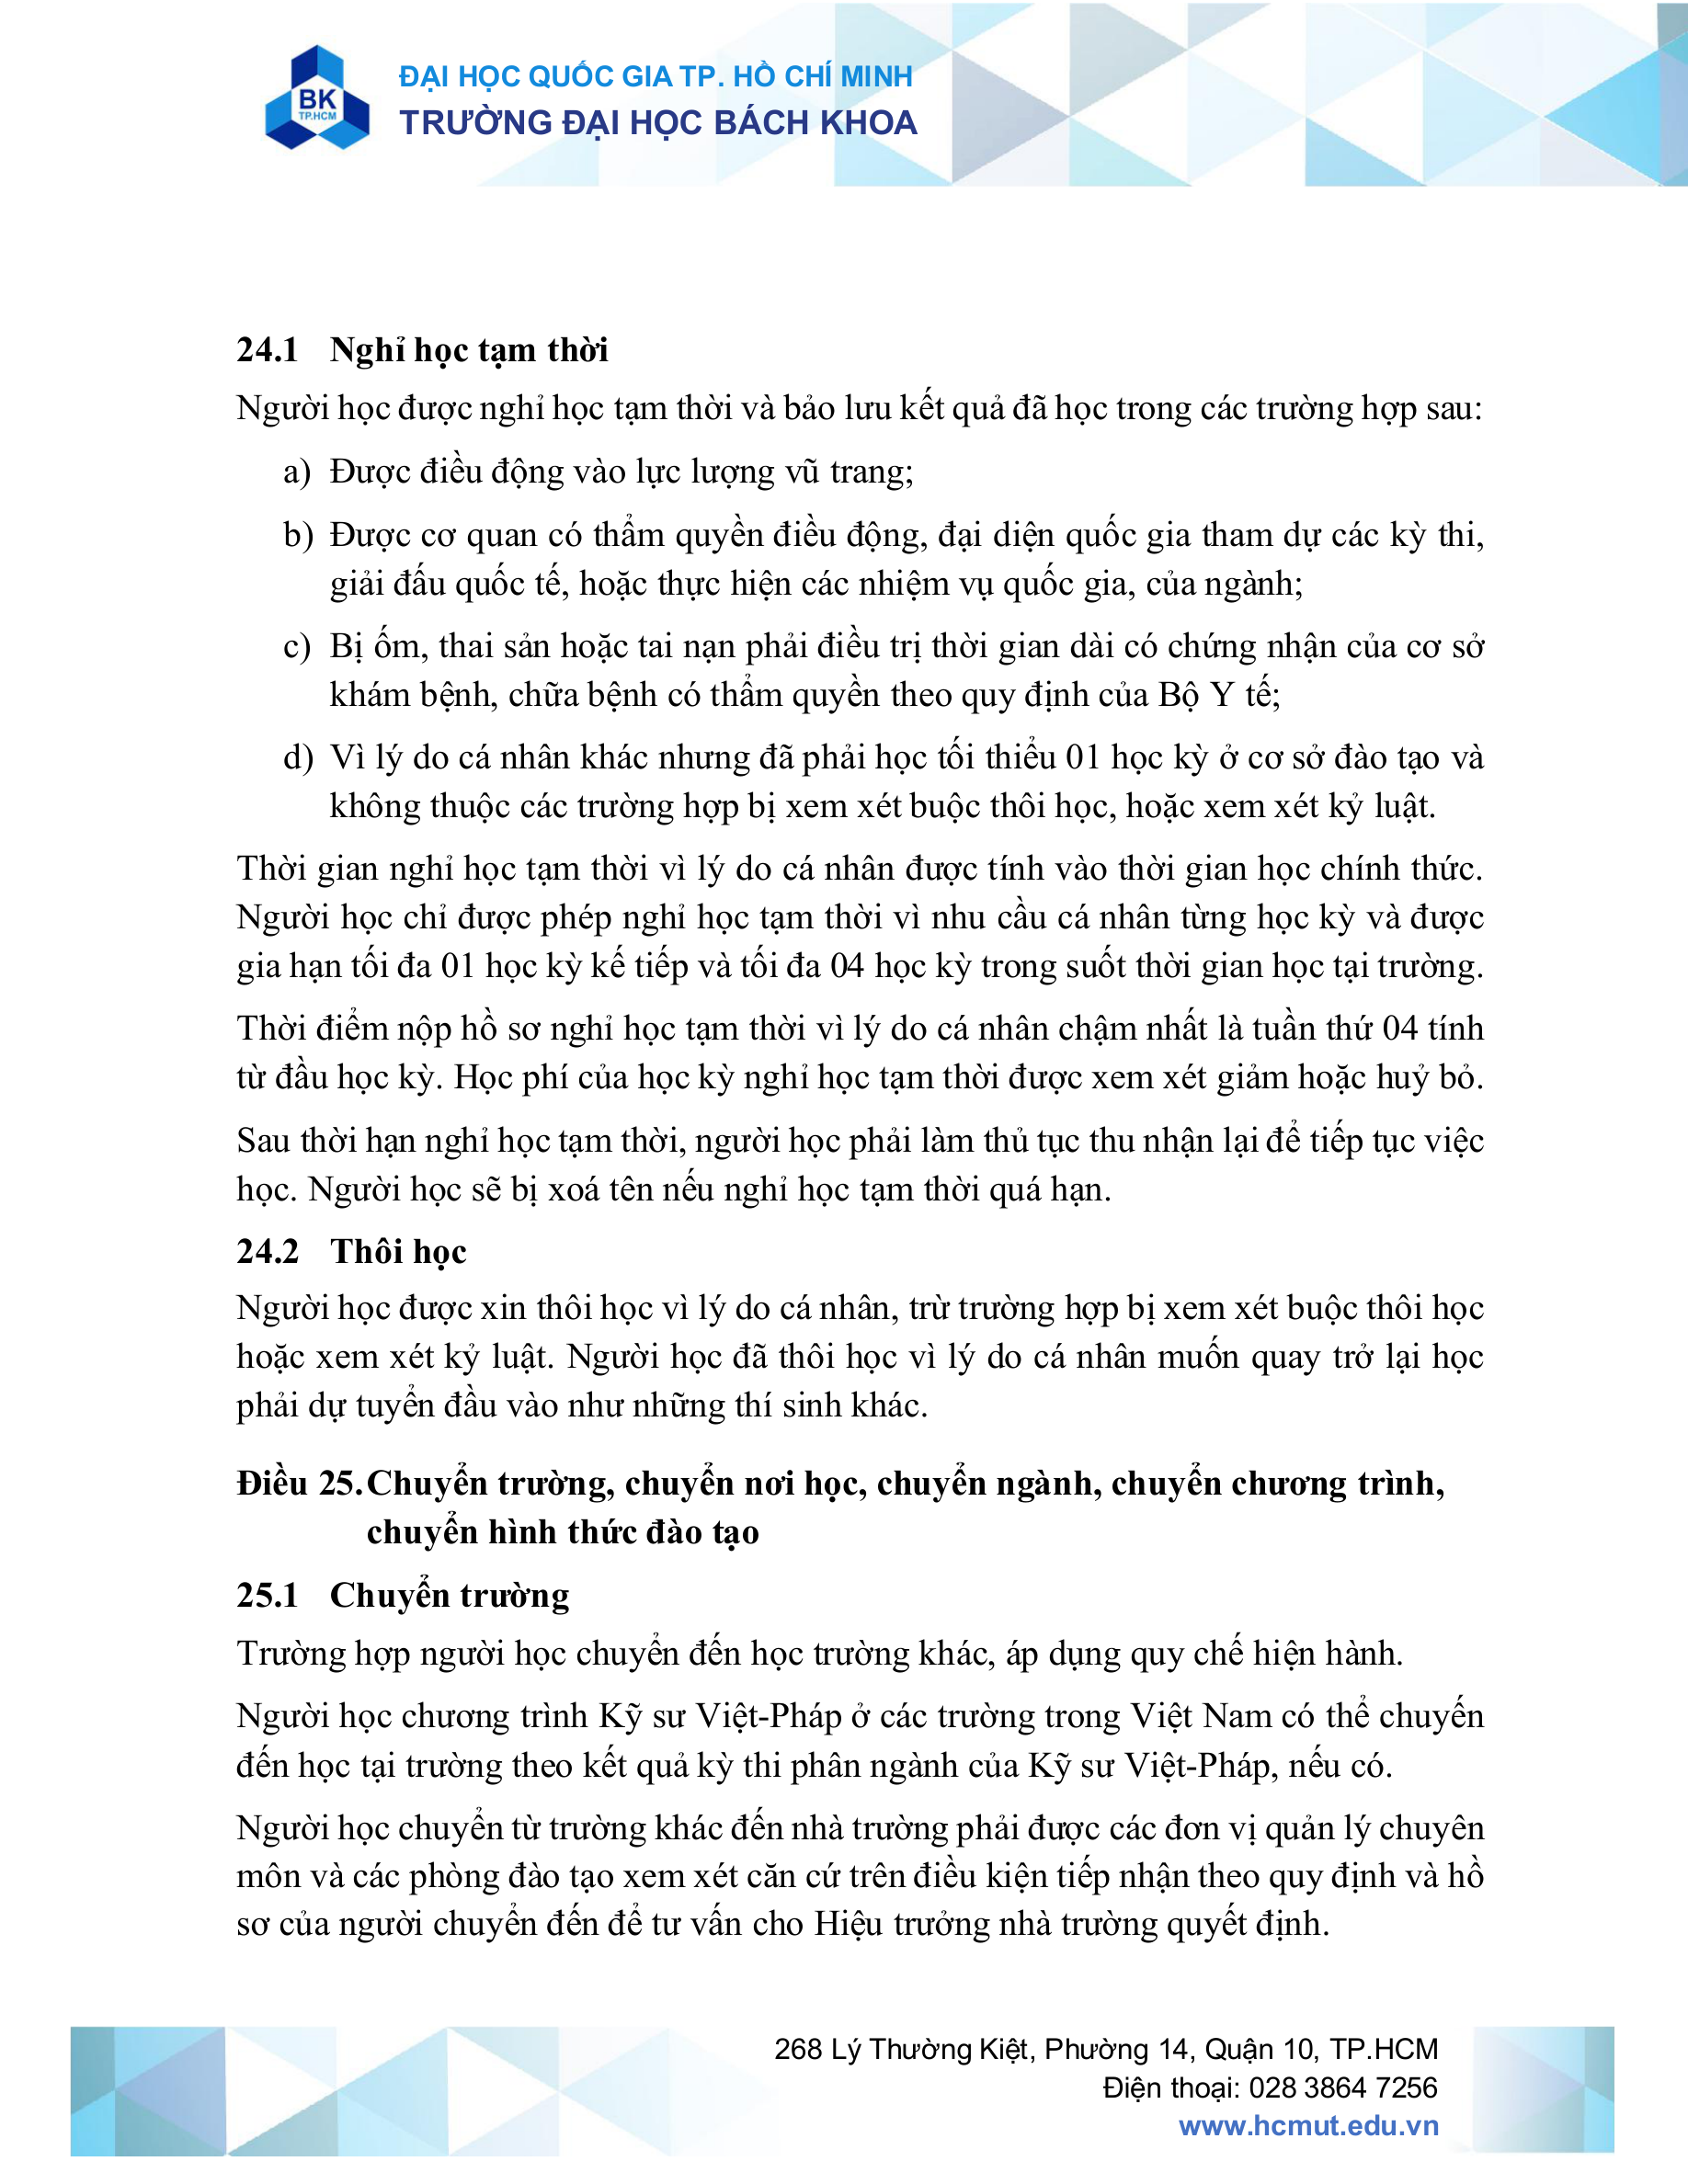 ĐẠI HỌC QUỐC GIA TP. HỒ CHÍ MINH
TRƯỜNG ĐẠI HỌC BÁCH KHOA
BK
TP.HCM
24.1 Nghỉ học tạm thời
Người học được nghỉ học tạm thời và bảo lưu kết quả đã học trong các trường hợp sau:
a) Được điều động vào lực lượng vũ trang;
b) Được cơ quan có thẩm quyền điều động, đại diện quốc gia tham dự các kỳ thi,
giải đấu quốc tế, hoặc thực hiện các nhiệm vụ quốc gia, của ngành;
c) Bị ốm, thai sản hoặc tai nạn phải điều trị thời gian dài có chứng nhận của cơ sở
khám bệnh, chữa bệnh có thẩm quyền theo quy định của Bộ Y tế;
d) Vì lý do cá nhân khác nhưng đã phải học tối thiểu 01 học kỳ ở cơ sở đào tạo và
không thuộc các trường hợp bị xem xét buộc thôi học, hoặc xem xét kỷ luật.
Thời gian nghỉ học tạm thời vì lý do cá nhân được tính vào thời gian học chính thức.
Người học chỉ được phép nghỉ học tạm thời vì nhu cầu cá nhân từng học kỳ và được
gia hạn tối đa 01 học kỳ kế tiếp và tối đa 04 học kỳ trong suốt thời gian học tại trường.
Thời điểm nộp hồ sơ nghỉ học tạm thời vì lý do cá nhân chậm nhất là tuần thứ 04 tính
từ đầu học kỳ. Học phí của học kỳ nghỉ học tạm thời được xem xét giảm hoặc huỷ bỏ.
Sau thời hạn nghỉ học tạm thời, người học phải làm thủ tục thu nhận lại để tiếp tục việc
học. Người học sẽ bị xoá tên nếu nghỉ học tạm thời quá hạn.
24.2 Thôi học
Người học được xin thôi học vì lý do cá nhân, trừ trường hợp bị xem xét buộc thôi học
hoặc xem xét kỷ luật. Người học đã thôi học vì lý do cá nhân muốn quay trở lại học
phải dự tuyển đầu vào như những thí sinh khác.
Điều 25. Chuyển trường, chuyển nơi học, chuyển ngành, chuyển chương trình,
chuyển hình thức đào tạo
25.1 Chuyển trường
Trường hợp người học chuyển đến học trường khác, áp dụng quy chế hiện hành.
Người học chương trình Kỹ sư Việt-Pháp ở các trường trong Việt Nam có thể chuyến
đến học tại trường theo kết quả kỳ thi phân ngành của Kỹ sư Việt-Pháp, nếu có.
Người học chuyển từ trường khác đến nhà trường phải được các đơn vị quản lý chuyên
môn và các phòng đào tạo xem xét căn cứ trên điều kiện tiếp nhận theo quy định và hồ
sơ của người chuyển đến để tư vấn cho Hiệu trưởng nhà trường quyết định.
268 Lý Thường Kiệt, Phường 14, Quận 10, TP.HCM
Điện thoại: 028 3864 7256
www.hcmut.edu.vn